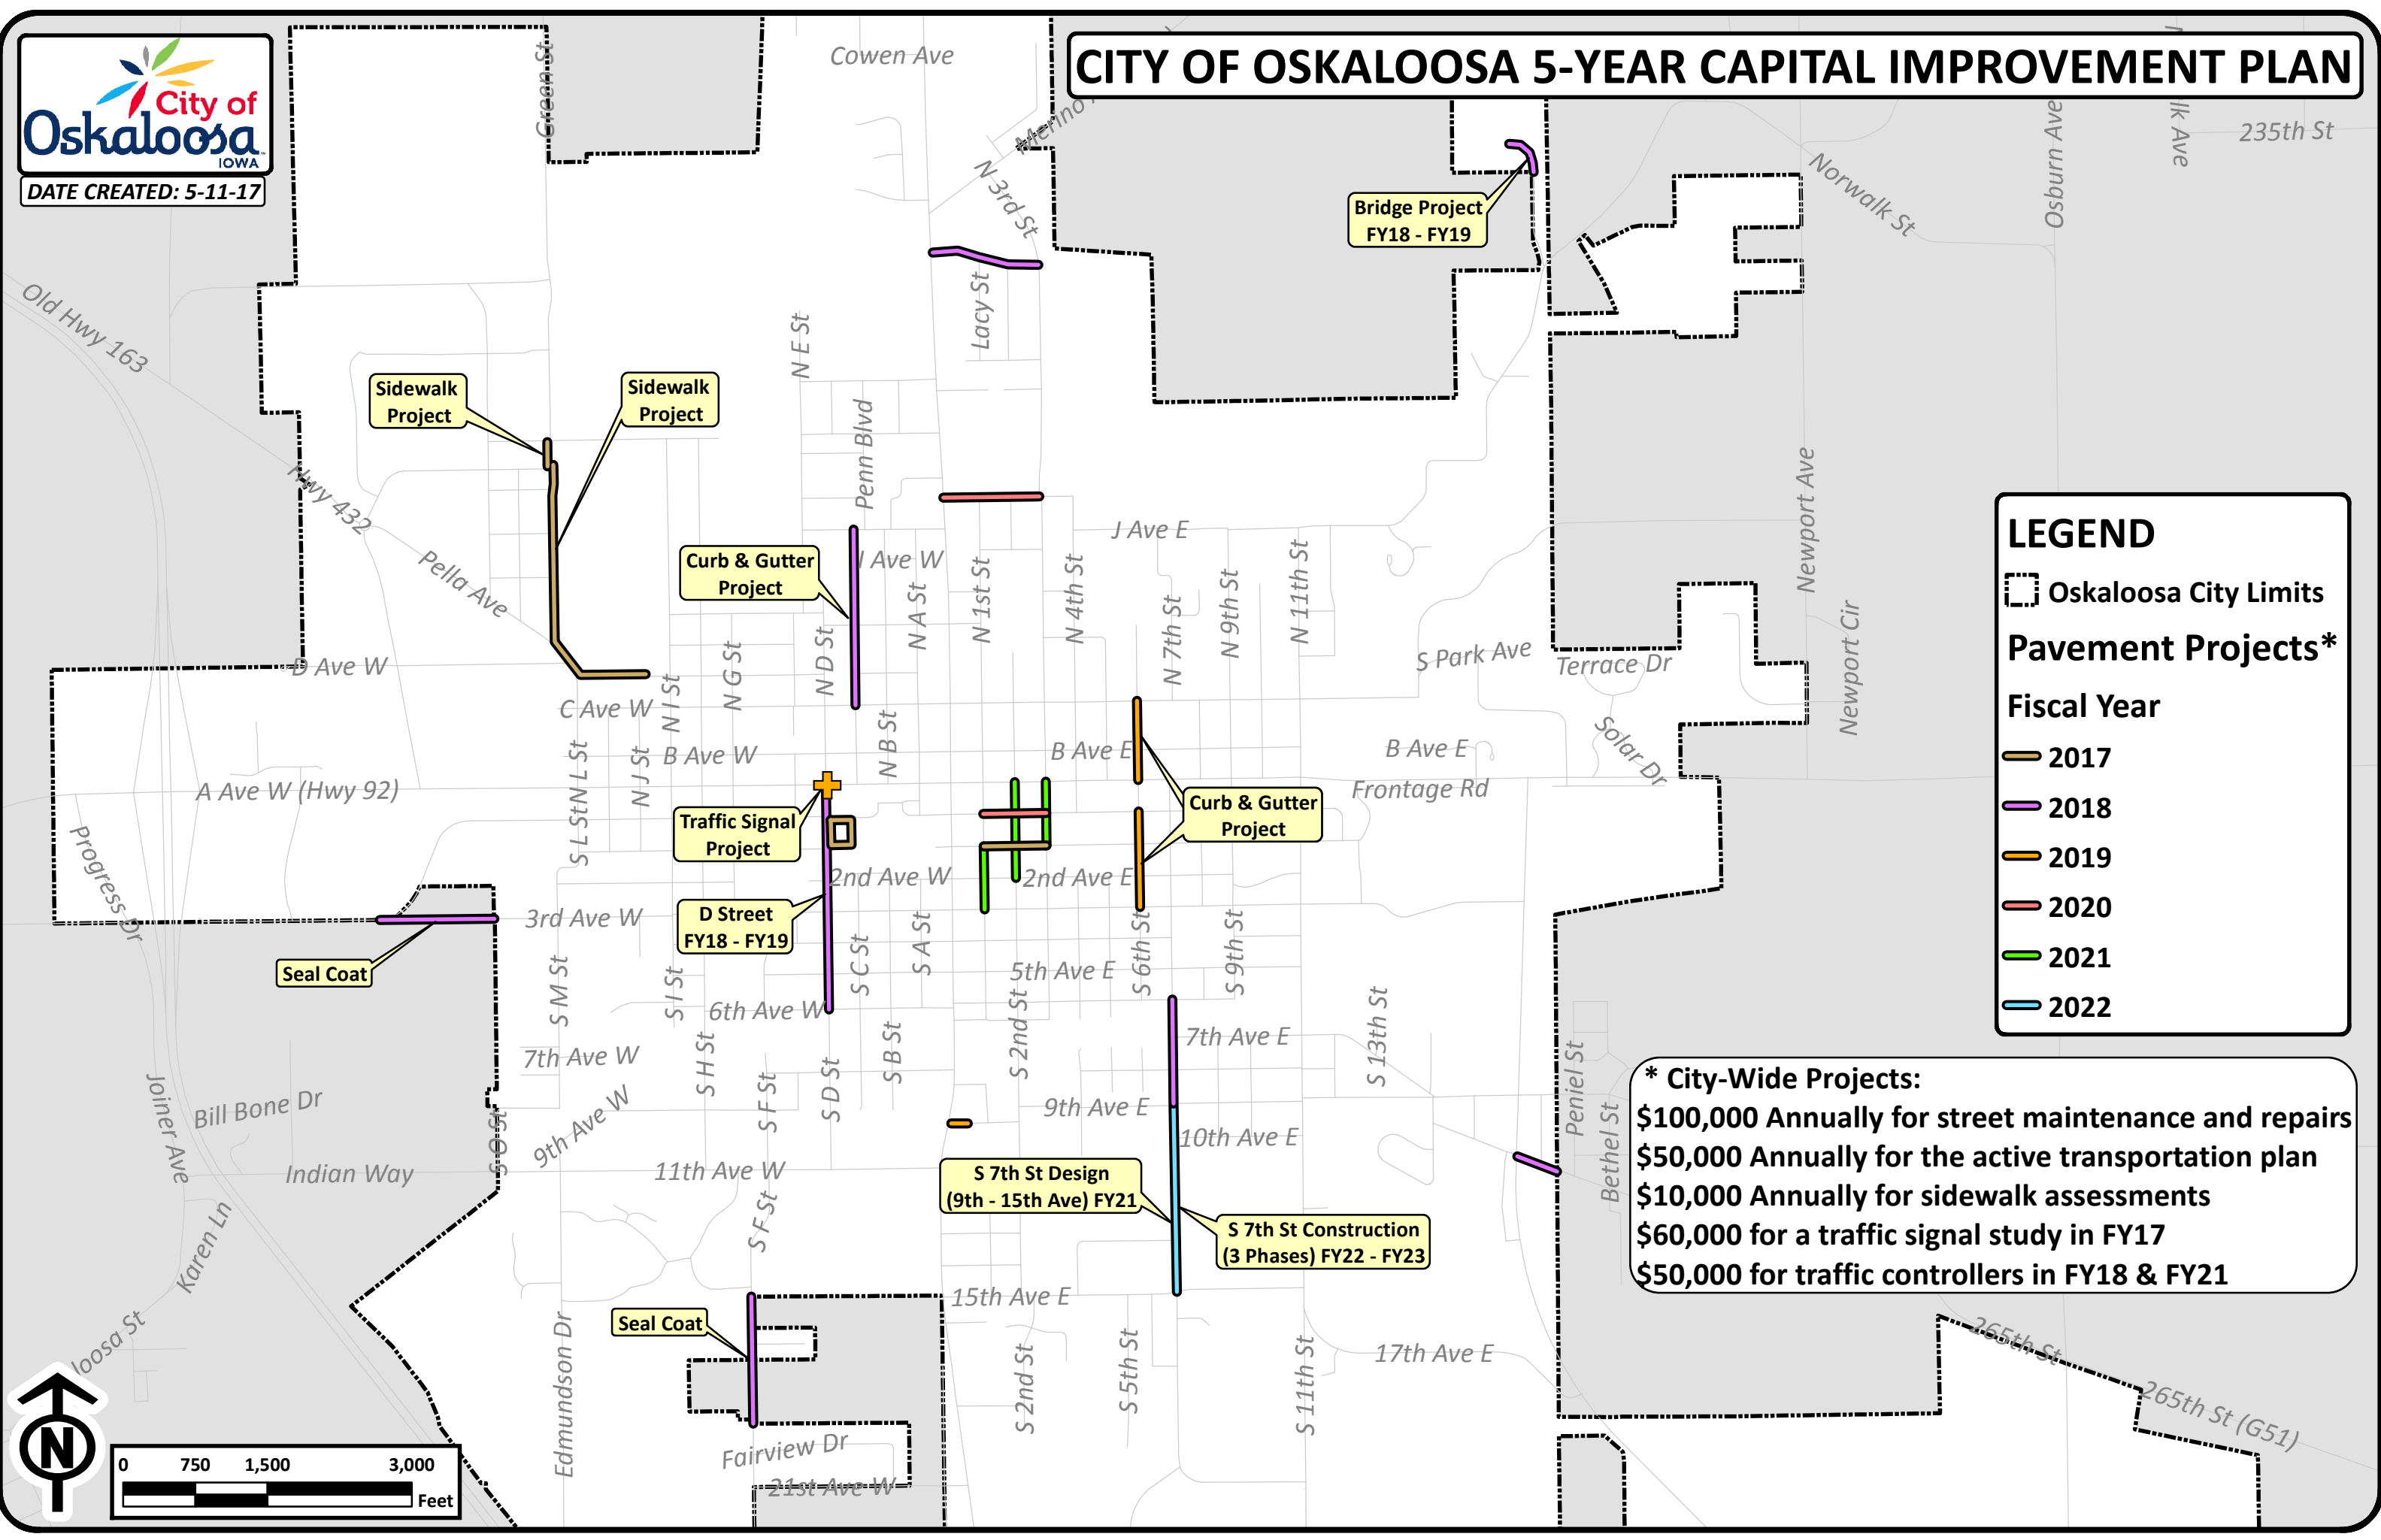 CITY OF OSKALOOSA 5-YEAR CAPITAL IMPROVEMENT PLAN
City of
Oskaloosa
IOWA
DATE CREATED: 5-11-17
Cowen Ave
Green St
N 3rd St
235th St
Osburn Ave
Norwalk St
Bridge Project
FY18 - FY19
Old Hwy 163
Lacy St
N E St
Sidewalk
Project
Sidewalk
Project
Penn Blvd
Hwy 432
Pella Ave
Curb & Gutter
Project
I Ave W
J Ave E
N A St
N 1st St
N 4th St
N 7th St
N 9th St
N 11th St
Newport Ave
Newport Cir
S Park Ave
Terrace Dr
Solar Dr
D Ave W
C Ave W
N I St
N G St
N D St
N B St
B Ave W
B Ave E
B Ave E
Frontage Rd
A Ave W (Hwy 92)
N L St
S L St
N J St
Traffic Signal
Project
Curb & Gutter
Project
2nd Ave W
2nd Ave E
Progress Dr
3rd Ave W
D Street
FY18 - FY19
Seal Coat
S M St
S I St
S C St
S A St
5th Ave E
S 6th St
S 9th St
6th Ave W
S 2nd St
7th Ave W
7th Ave E
S H St
S F St
S D St
S B St
S 13th St
Joiner Ave
Bill Bone Dr
9th Ave W
9th Ave E
10th Ave E
S O St
Indian Way
11th Ave W
Peniel St
Bethel St
Karen Ln
S F St
S 7th St Design
(9th - 15th Ave) FY21
S 7th St Construction
(3 Phases) FY22 - FY23
15th Ave E
Seal Coat
Edmundson Dr
S 2nd St
S 5th St
S 11th St
17th Ave E
265th St
265th St (G51)
Fairview Dr
21st Ave W
LEGEND
Oskaloosa City Limits
Pavement Projects*
Fiscal Year
2017
2018
2019
2020
2021
2022
* City-Wide Projects:
$100,000 Annually for street maintenance and repairs
$50,000 Annually for the active transportation plan
$10,000 Annually for sidewalk assessments
$60,000 for a traffic signal study in FY17
$50,000 for traffic controllers in FY18 & FY21
N
0 750 1,500 3,000
Feet